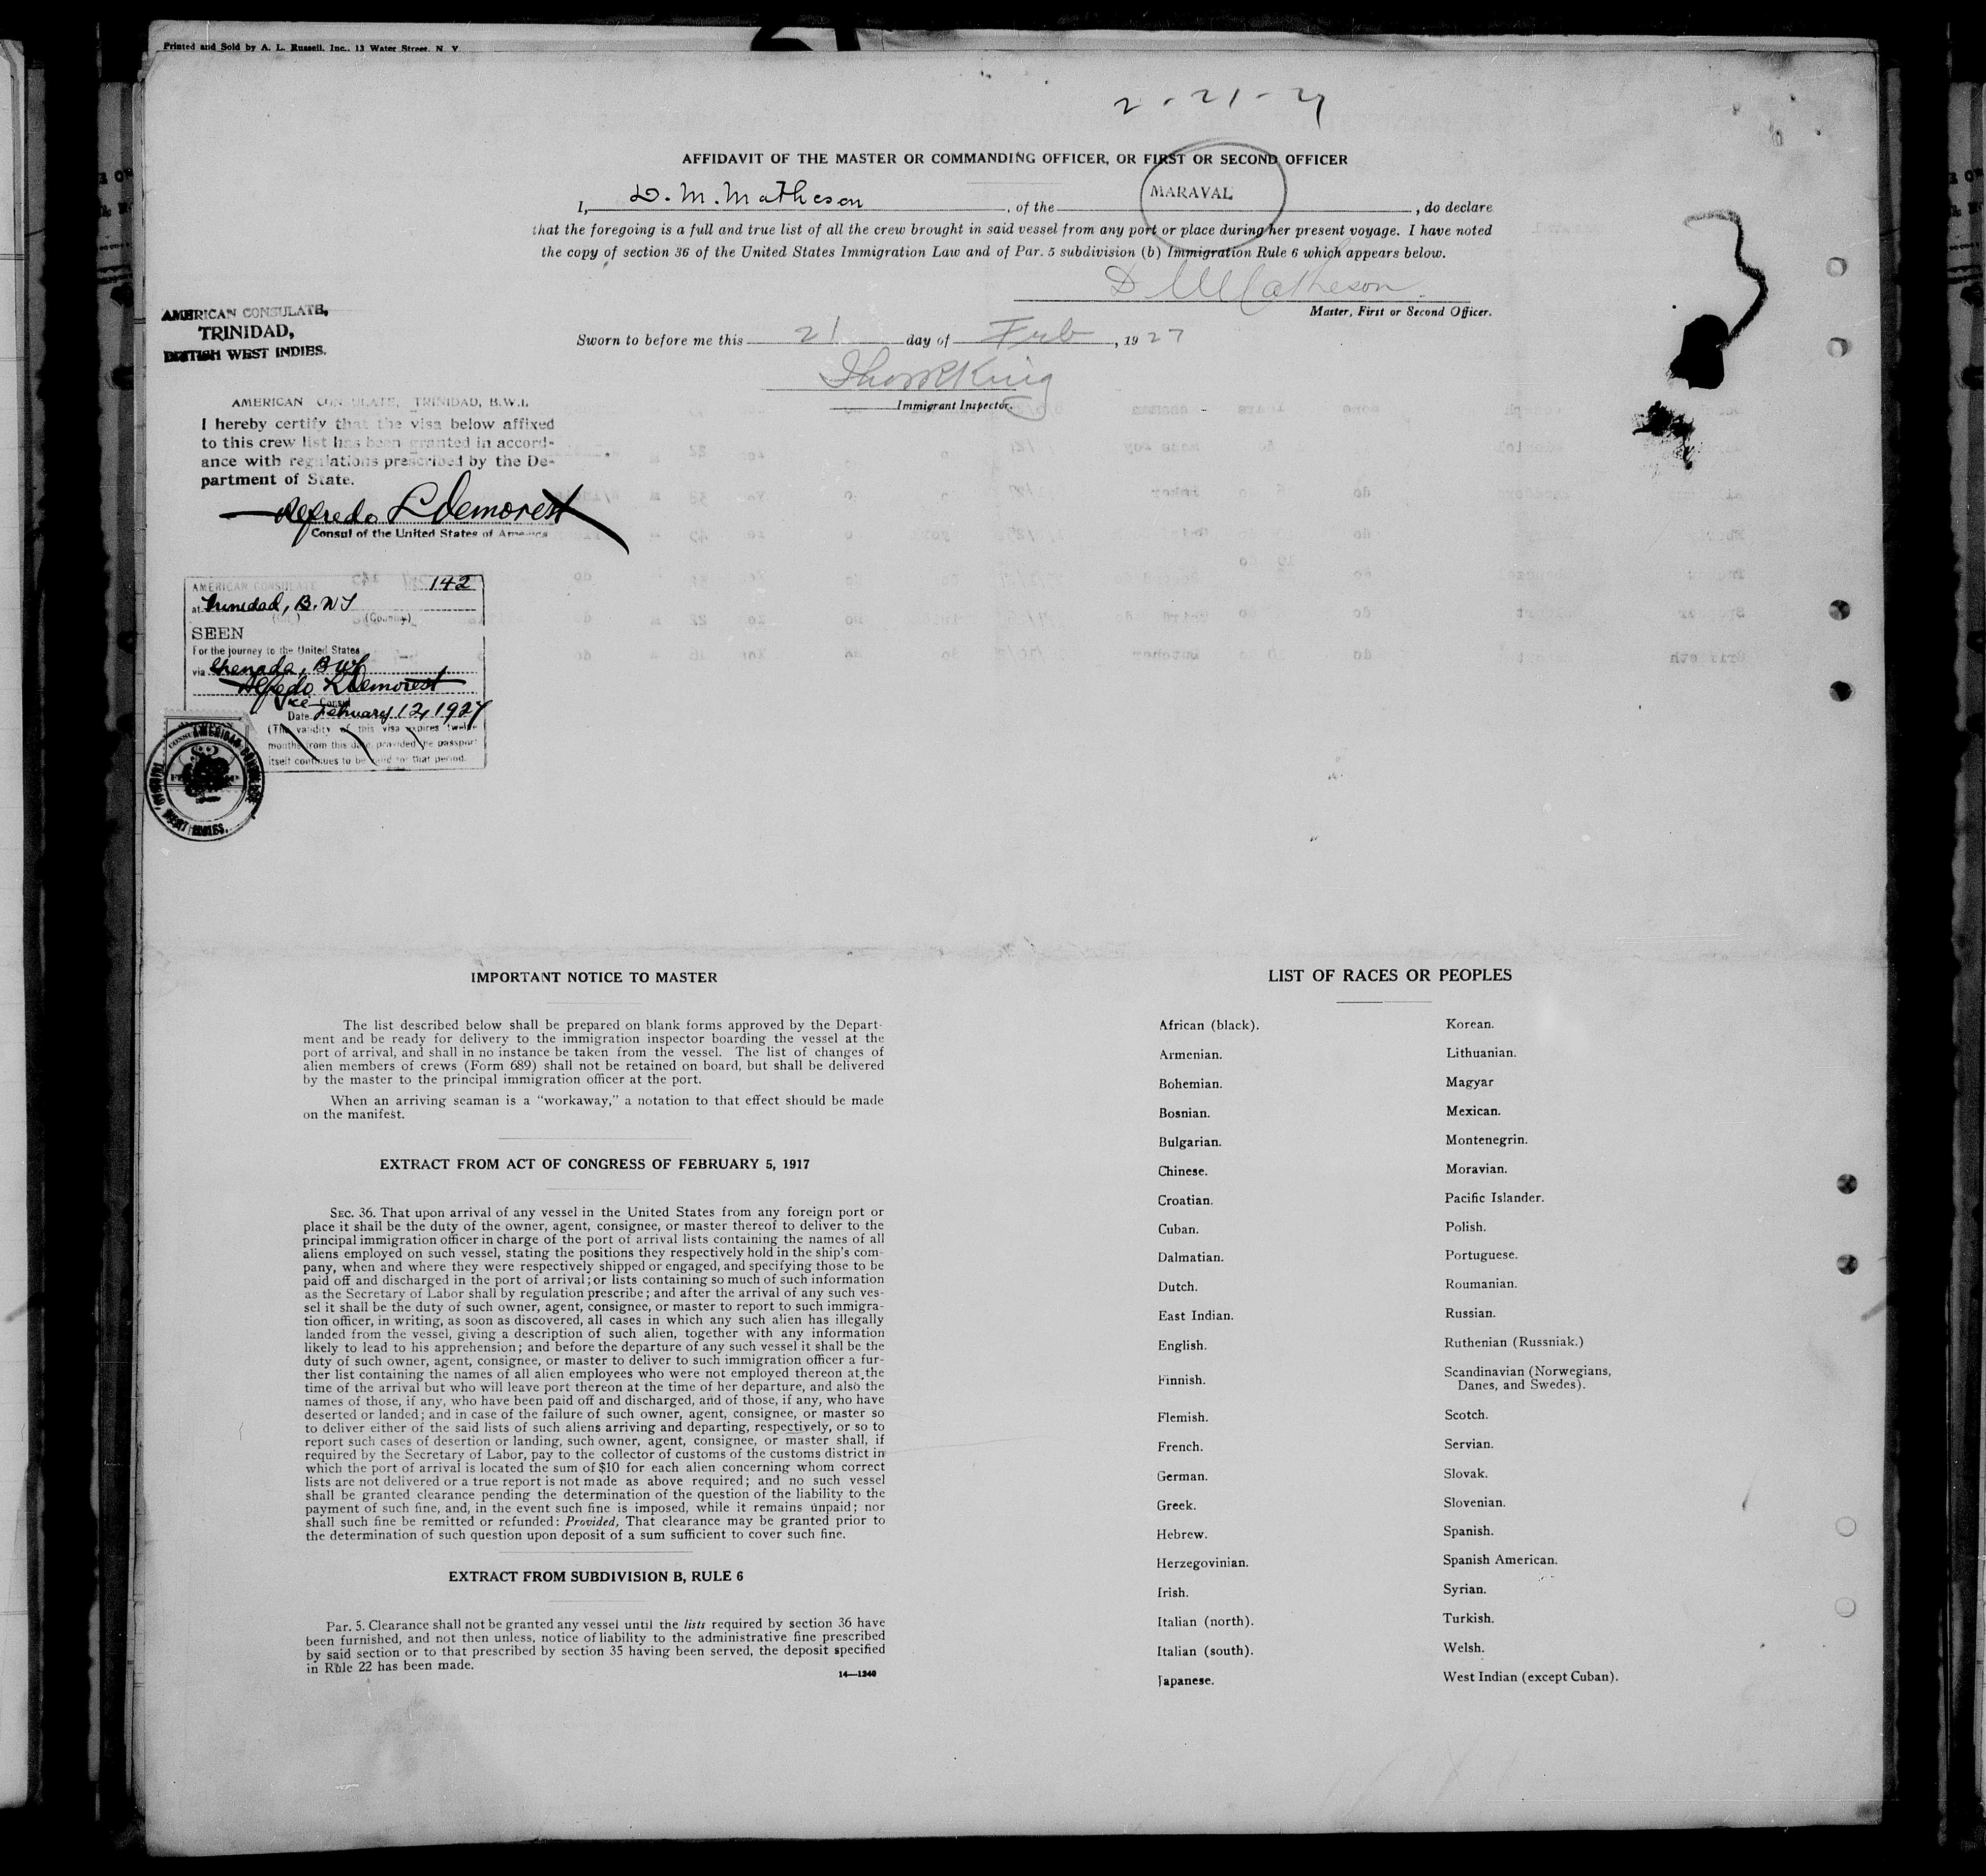 Printed and Sold by A. L. Russell, Inc., 13 Water Street, N. Y.
2-21-27
AFFIDAVIT OF THE MASTER OR COMMANDING OFFICER, OR FIRST OR SECOND OFFICER
I, D. M. Matheson, of the MARAVAL, do declare
that the foregoing is a full and true list of all the crew brought in said vessel from any port or place during her present voyage. I have noted
the copy of section 36 of the United States Immigration Law and of Par. 5 subdivision (b) Immigration Rule 6 which appears below.
D M Matheson
Master, First or Second Officer.
Sworn to before me this 21 day of Feb, 1927
King
Immigrant Inspector.
AMERICAN CONSULATE,
TRINIDAD,
BRITISH WEST INDIES.
AMERICAN CONSULATE, TRINIDAD, B.W.I.
I hereby certify that the visa below affixed
to this crew list has been granted in accord-
ance with regulations prescribed by the De-
partment of State.
Alfredo L Demorest
Consul of the United States of America
AMERICAN CONSULATE 142
at Trinidad, B.W.I
(City) (Country)
SEEN
For the journey to the United States
via Grenada, BWI
Alfredo L Demorest
Vice Consul
Date February 12, 1927
(The validity of this visa expires twelve
months from this date, provided the passport
itself continues to be valid for that period.
AMERICAN CONSULATE
TRINIDAD, WEST INDIES.
IMPORTANT NOTICE TO MASTER
The list described below shall be prepared on blank forms approved by the Depart-
ment and be ready for delivery to the immigration inspector boarding the vessel at the
port of arrival, and shall in no instance be taken from the vessel. The list of changes of
alien members of crews (Form 689) shall not be retained on board, but shall be delivered
by the master to the principal immigration officer at the port.
When an arriving seaman is a "workaway," a notation to that effect should be made
on the manifest.
EXTRACT FROM ACT OF CONGRESS OF FEBRUARY 5, 1917
SEC. 36. That upon arrival of any vessel in the United States from any foreign port or
place it shall be the duty of the owner, agent, consignee, or master thereof to deliver to the
principal immigration officer in charge of the port of arrival lists containing the names of all
aliens employed on such vessel, stating the positions they respectively hold in the ship's com-
pany, when and where they were respectively shipped or engaged, and specifying those to be
paid off and discharged in the port of arrival; or lists containing so much of such information
as the Secretary of Labor shall by regulation prescribe; and after the arrival of any such ves-
sel it shall be the duty of such owner, agent, consignee, or master to report to such immigra-
tion officer, in writing, as soon as discovered, all cases in which any such alien has illegally
landed from the vessel, giving a description of such alien, together with any information
likely to lead to his apprehension; and before the departure of any such vessel it shall be the
duty of such owner, agent, consignee, or master to deliver to such immigration officer a fur-
ther list containing the names of all alien employees who were not employed thereon at the
time of the arrival but who will leave port thereon at the time of her departure, and also the
names of those, if any, who have been paid off and discharged, and of those, if any, who have
deserted or landed; and in case of the failure of such owner, agent, consignee, or master so
to deliver either of the said lists of such aliens arriving and departing, respectively, or so to
report such cases of desertion or landing, such owner, agent, consignee, or master shall, if
required by the Secretary of Labor, pay to the collector of customs of the customs district in
which the port of arrival is located the sum of $10 for each alien concerning whom correct
lists are not delivered or a true report is not made as above required; and no such vessel
shall be granted clearance pending the determination of the question of the liability to the
payment of such fine, and, in the event such fine is imposed, while it remains unpaid; nor
shall such fine be remitted or refunded: Provided, That clearance may be granted prior to
the determination of such question upon deposit of a sum sufficient to cover such fine.
EXTRACT FROM SUBDIVISION B, RULE 6
Par. 5. Clearance shall not be granted any vessel until the lists required by section 36 have
been furnished, and not then unless, notice of liability to the administrative fine prescribed
by said section or to that prescribed by section 35 having been served, the deposit specified
in Rule 22 has been made.
14—1240
LIST OF RACES OR PEOPLES
African (black).
Armenian.
Bohemian.
Bosnian.
Bulgarian.
Chinese.
Croatian.
Cuban.
Dalmatian.
Dutch.
East Indian.
English.
Finnish.
Flemish.
French.
German.
Greek.
Hebrew.
Herzegovinian.
Irish.
Italian (north).
Italian (south).
Japanese.
Korean.
Lithuanian.
Magyar
Mexican.
Montenegrin.
Moravian.
Pacific Islander.
Polish.
Portuguese.
Roumanian.
Russian.
Ruthenian (Russniak.)
Scandinavian (Norwegians,
Danes, and Swedes).
Scotch.
Servian.
Slovak.
Slovenian.
Spanish.
Spanish American.
Syrian.
Turkish.
Welsh.
West Indian (except Cuban).